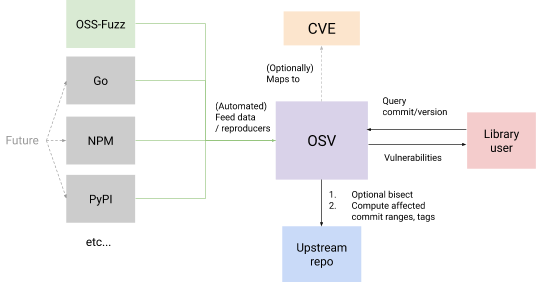 OSS-Fuzz
Go
Future
NPM
PyPI
etc...
(Automated)
Feed data
/ reproducers
CVE
(Optionally)
Maps to
OSV
Query
commit/version
Vulnerabilities
Library
user
1. Optional bisect
2. Compute affected
commit ranges, tags
Upstream
repo